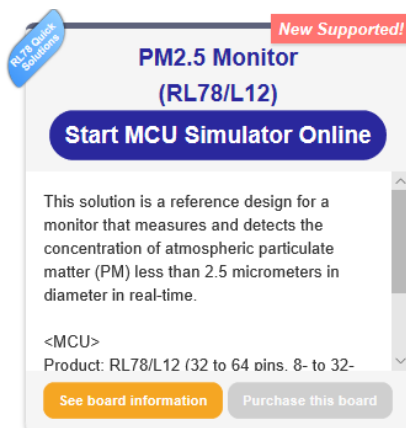 New Supported!
RL78 Quick
Solutions
PM2.5 Monitor
(RL78/L12)
Start MCU Simulator Online
This solution is a reference design for a
monitor that measures and detects the
concentration of atmospheric particulate
matter (PM) less than 2.5 micrometers in
diameter in real-time.
<MCU>
Product: RL78/L12 (32 to 64 pins, 8- to 32-
See board information
Purchase this board